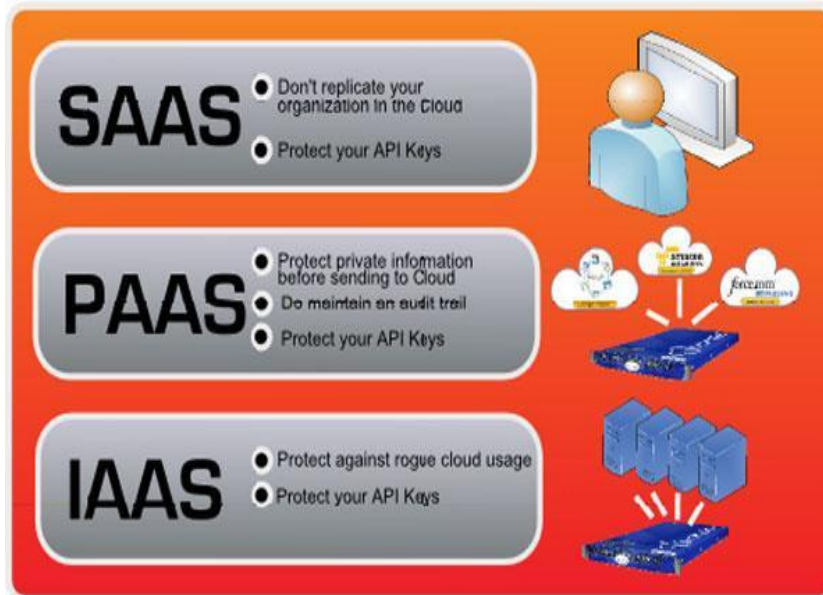 SAAS
Don't replicate your
organization in the Cloud
Protect your API Keys
PAAS
Protect private information
before sending to Cloud
Do maintain an audit trail
Protect your API Keys
force.com
IAAS
Protect against rogue cloud usage
Protect your API Keys